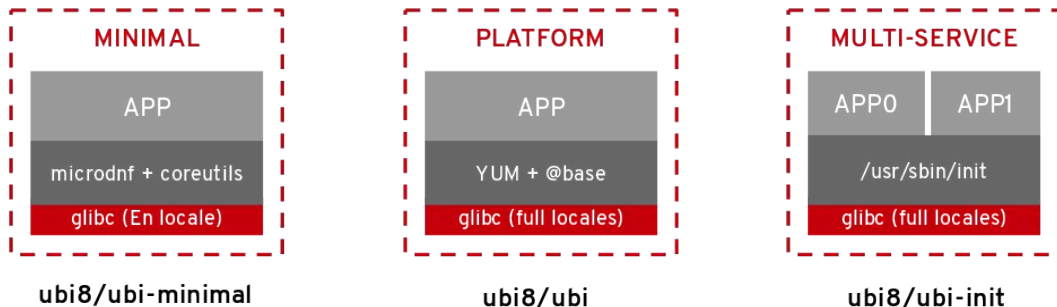 MINIMAL
APP
microdnf + coreutils
glibc (En locale)
ubi8/ubi-minimal
PLATFORM
APP
YUM + @base
glibc (full locales)
ubi8/ubi
MULTI-SERVICE
APP0
APP1
/usr/sbin/init
glibc (full locales)
ubi8/ubi-init